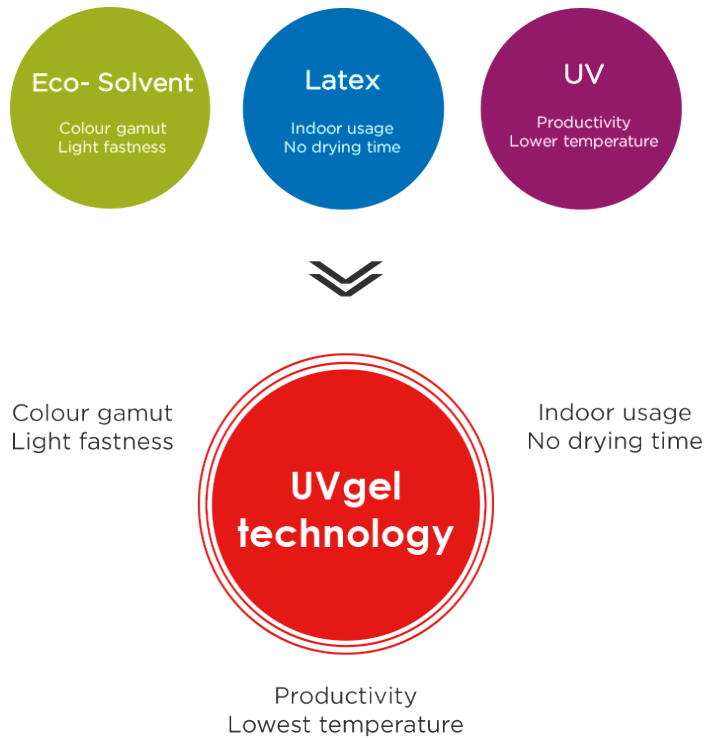 Eco- Solvent
Colour gamut
Light fastness
Latex
Indoor usage
No drying time
UV
Productivity
Lower temperature
Colour gamut
Light fastness
Indoor usage
No drying time
UVgel
technology
Productivity
Lowest temperature